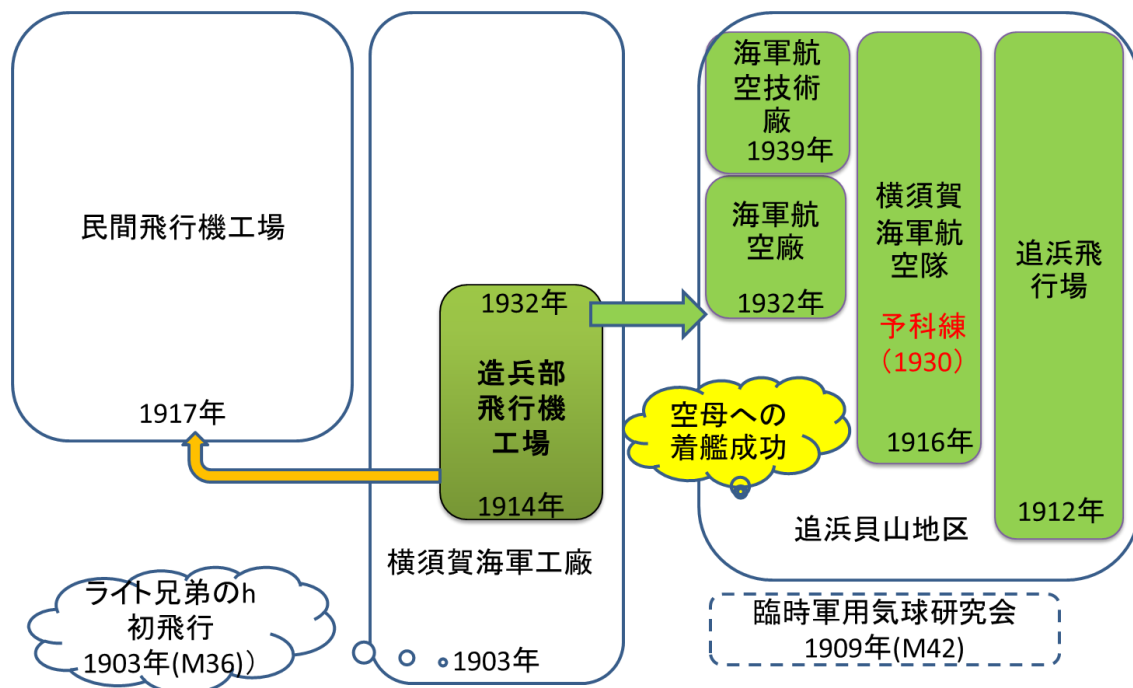 民間飛行機工場
1917年
ライト兄弟のh
初飛行
1903年(M36)）
1932年
造兵部
飛行機
工場
1914年
横須賀海軍工廠
1903年
海軍航
空技術
廠
1939年
海軍航
空廠
1932年
横須賀
海軍航
空隊
予科練
（1930）
1916年
追浜飛
行場
1912年
空母への
着艦成功
追浜貝山地区
臨時軍用気球研究会
1909年(M42)